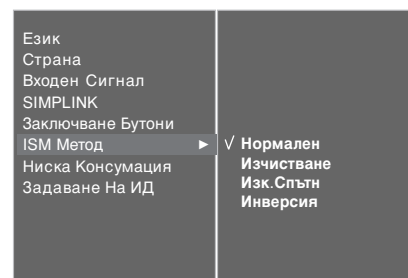 Език
Страна
Входен Сигнал
SIMPLINK
Заключване Бутони
ISM Метод ►
Ниска Консумация
Задаване На ИД
√ Нормален
Изчистване
Изк.Спътн
Инверсия